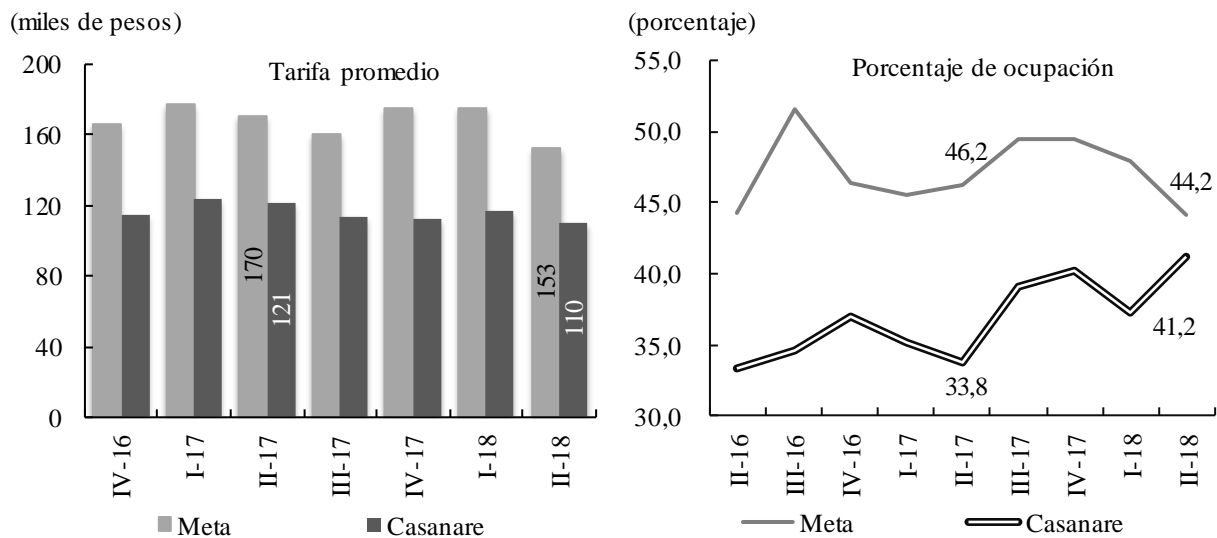 (miles de pesos)
Tarifa promedio
200
160
120
80
40
0
170
121
153
110
IV-16
I-17
II-17
III-17
IV-17
I-18
II-18
Meta
Casanare
(porcentaje)
Porcentaje de ocupación
55,0
50,0
45,0
40,0
35,0
30,0
46,2
44,2
33,8
41,2
II-16
III-16
IV-16
I-17
II-17
III-17
IV-17
I-18
II-18
Meta
Casanare